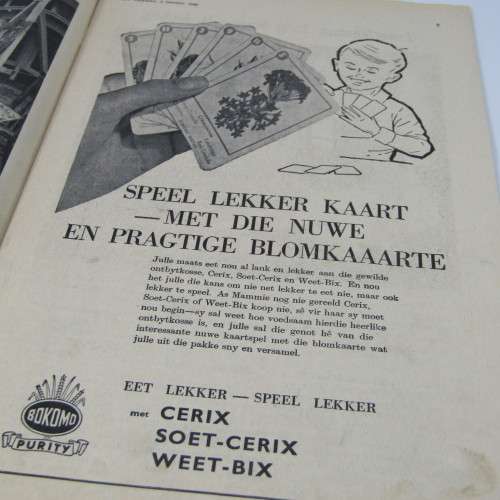 SPEEL LEKKER KAART
—MET DIE NUWE
EN PRAGTIGE BLOMKAAARTE
Julle maats eet nou al lank en lekker aan die gewilde
ontbytkosse, Cerix, Soet-Cerix en Weet-Bix. En nou
het julle die kans om nie net lekker te eet nie, maar ook
lekker te speel. As Mammie nog nie gereeld Cerix,
Soet-Cerix of Weet-Bix koop nie, sê vir haar sy moet
nou begin—sy sal weet hoe voedsaam hierdie heerlike
ontbytkosse is, en julle sal die genot hê van die
interessante nuwe kaartspel met die blomkaarte wat
julle uit die pakke sny en versamel.
EET LEKKER — SPEEL LEKKER
met CERIX
SOET-CERIX
WEET-BIX
BOKOMO
PURITY